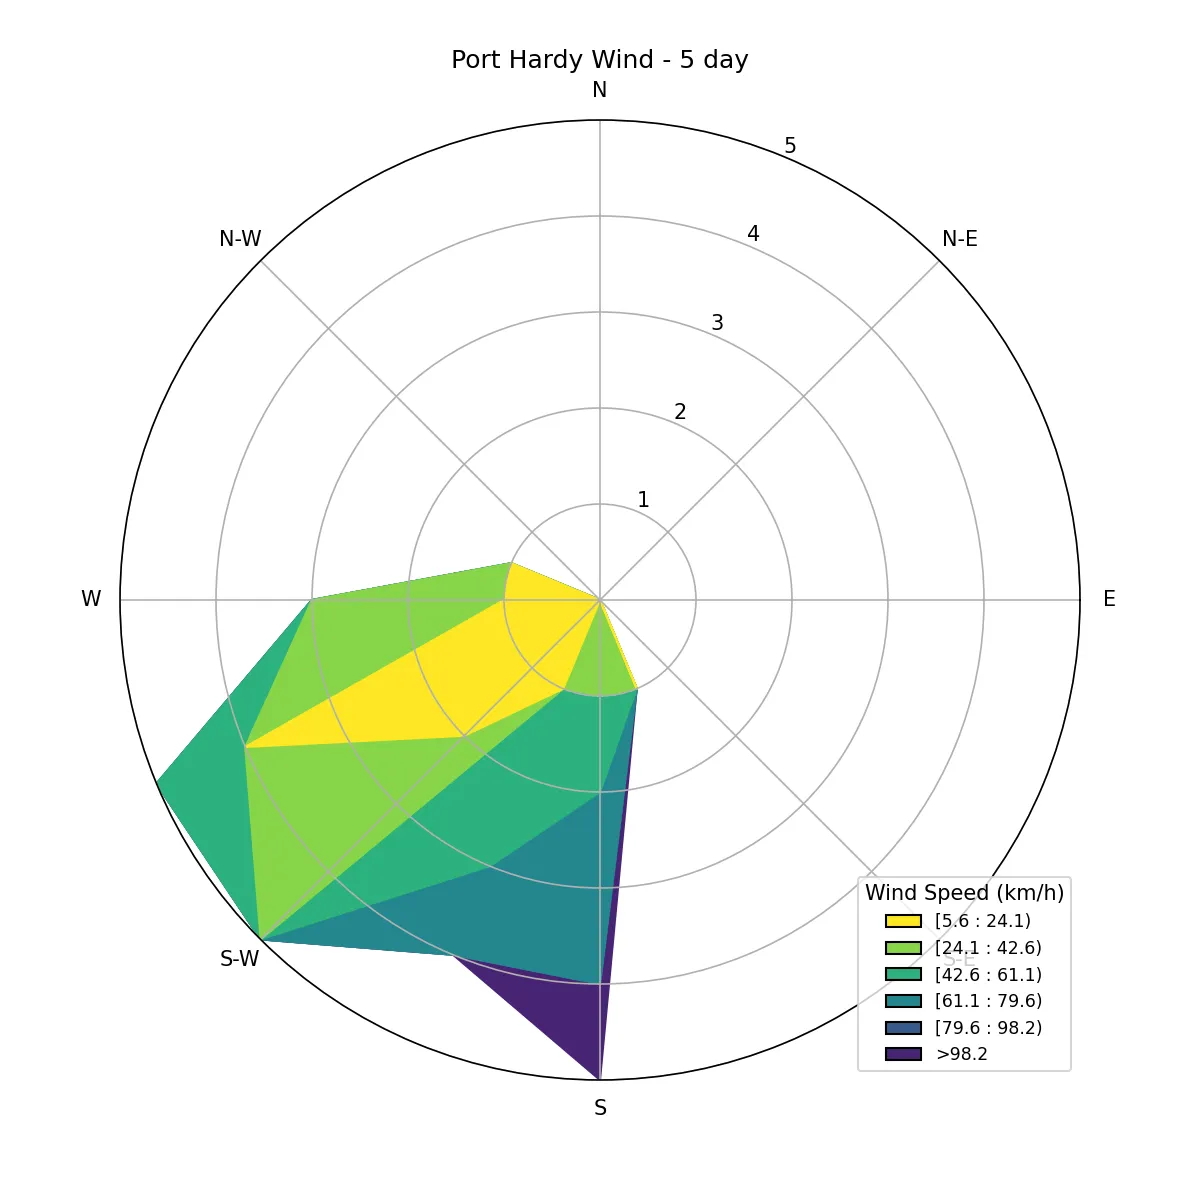 Port Hardy Wind - 5 day
N
5
N-W
4
N-E
3
2
1
W
E
Wind Speed (km/h)
[5.6 : 24.1)
[24.1 : 42.6)
S-W
S-E
[42.6 : 61.1)
[61.1 : 79.6)
[79.6 : 98.2)
>98.2
S